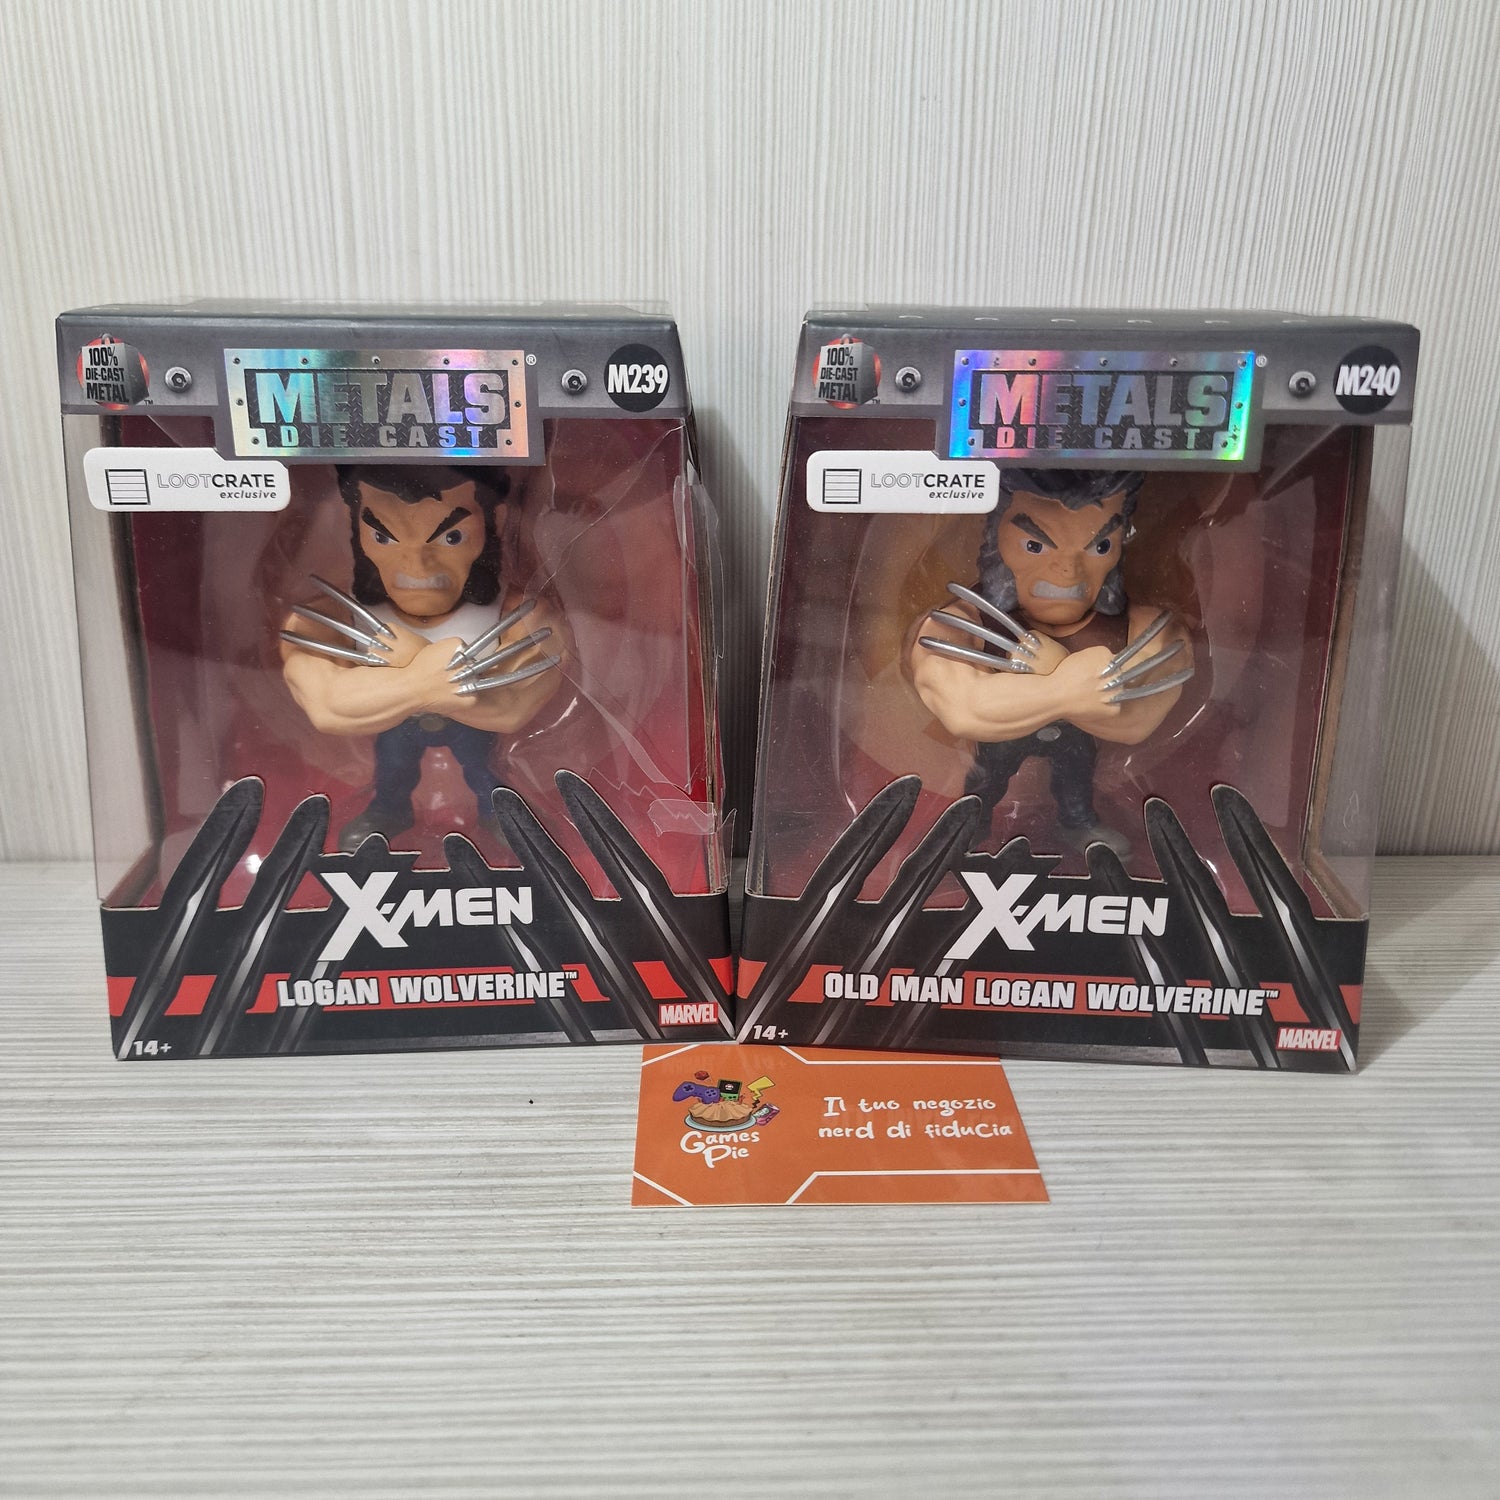 100%
DIE-CAST
METAL
™
METALS
®
DIE CAST
M239
LOOTCRATE
exclusive
X-MEN
LOGAN WOLVERINE™
MARVEL
14+
100%
DIE-CAST
METAL
™
METALS
®
DIE CAST
M240
LOOTCRATE
exclusive
X-MEN
OLD MAN LOGAN WOLVERINE™
MARVEL
14+
Games
Pie
Il tuo negozio
nerd di fiducia